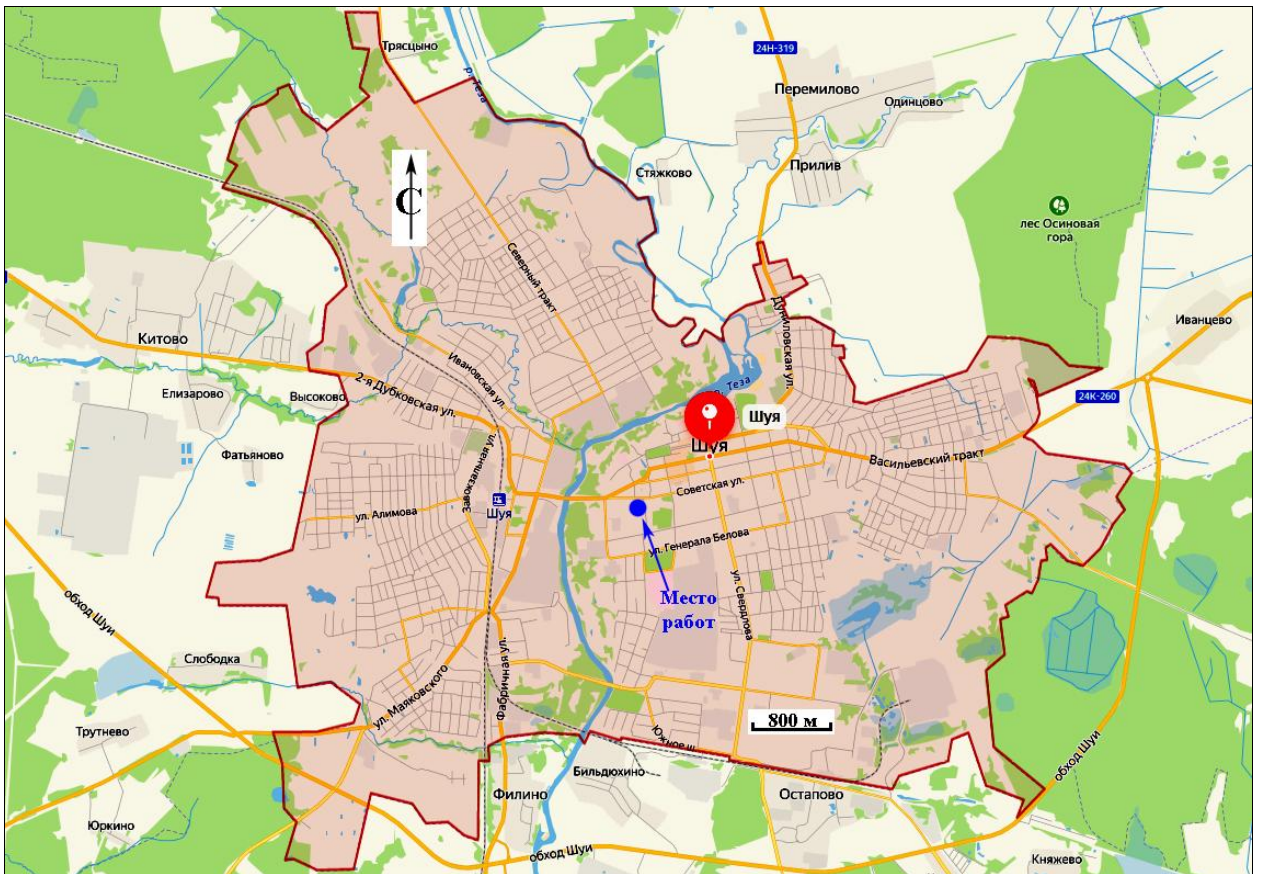 Трясцыно
р. Теза
24Н-319
Перемилово
Одинцово
Прилив
Стяжково
С
лес Осиновая
гора
Северный тракт
Дуниловская ул.
Иванцево
Китово
Ивановская ул.
2-я Дубковская ул.
Елизарово
Высоково
р. Теза
24К-260
Шуя
Шуя
Фатьяново
Завокзальная ул.
Васильевский тракт
Советская ул.
ул. Алимова
Шуя
ул. Генерала Белова
обход Шуи
Место
работ
ул. Свердлова
Слободка
Фабричная ул.
ул. Маяковского
800 м
Трутнево
Южное ш.
обход Шуи
Бильдюхино
Филино
Остапово
Юркино
обход Шуи
Княжево